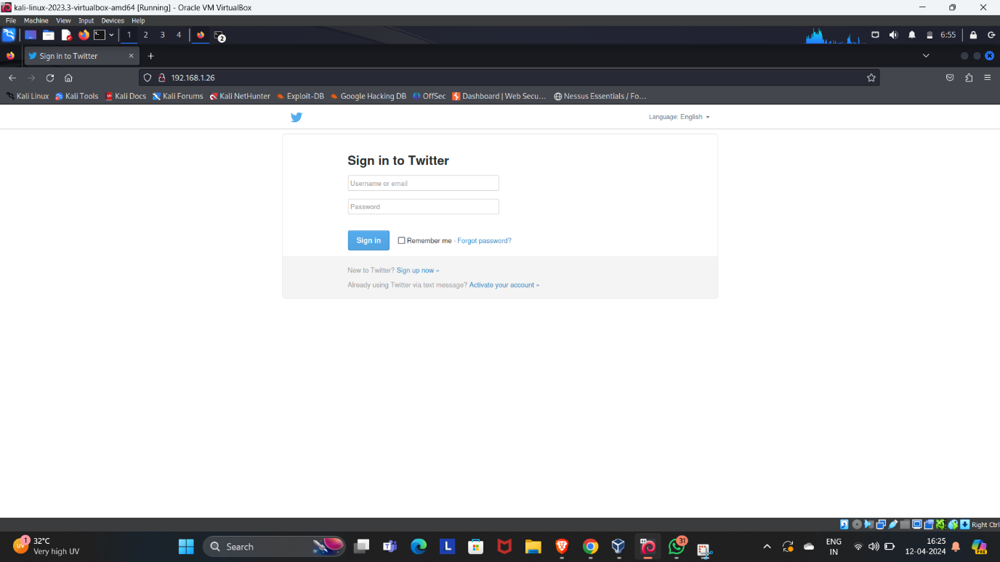 kali-linux-2023.3-virtualbox-amd64 [Running] - Oracle VM VirtualBox
File Machine View Input Devices Help
1 2 3 4 2 6:55
Sign in to Twitter
192.168.1.26
Kali Linux Kali Tools Kali Docs Kali Forums Kali NetHunter Exploit-DB Google Hacking DB OffSec Dashboard | Web Secu... Nessus Essentials / Fo...
Language: English
Sign in to Twitter
Username or email
Password
Sign in Remember me · Forgot password?
New to Twitter? Sign up now »
Already using Twitter via text message? Activate your account »
Right Ctrl
1 UV 32°C
Very high UV
Search
L
31
ENG
IN
16:25
12-04-2024
PRE